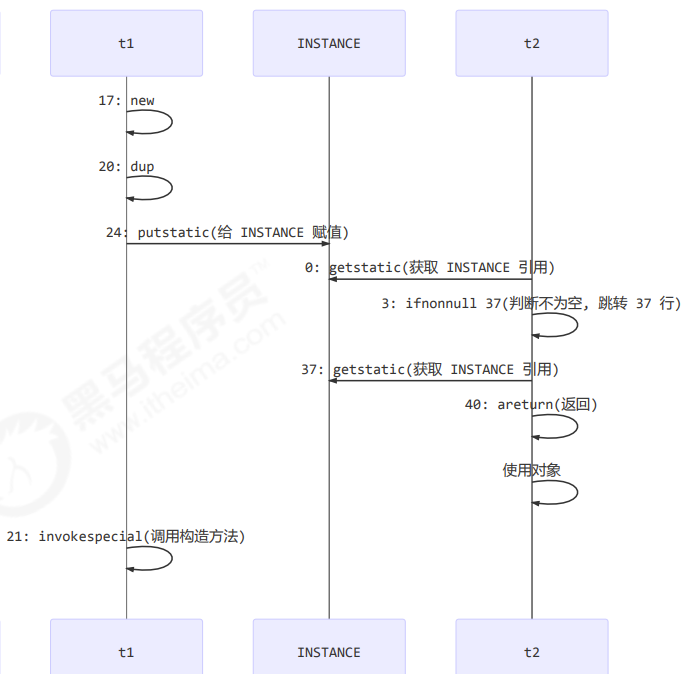 t1 INSTANCE t2
17: new
20: dup
24: putstatic(给 INSTANCE 赋值)
0: getstatic(获取 INSTANCE 引用)
3: ifnonnull 37(判断不为空, 跳转 37 行)
37: getstatic(获取 INSTANCE 引用)
40: areturn(返回)
使用对象
21: invokespecial(调用构造方法)
t1 INSTANCE t2
黑马程序员™
www.itheima.com